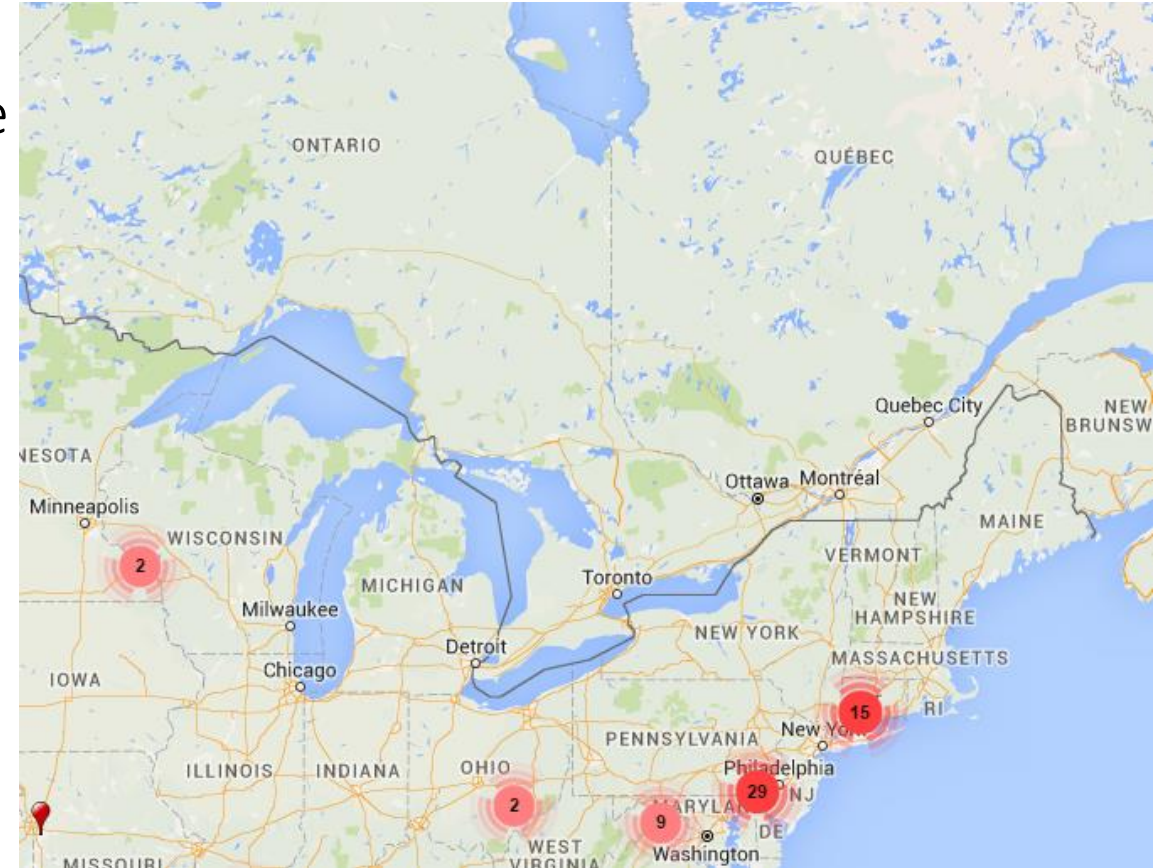 e
ONTARIO
QUÉBEC
Quebec City
NEW
BRUNSW
NESOTA
Ottawa
Montréal
Minneapolis
MAINE
WISCONSIN
2
VERMONT
Toronto
MICHIGAN
NEW
HAMPSHIRE
Milwaukee
NEW YORK
Detroit
MASSACHUSETTS
Chicago
IOWA
RI
15
New Yo
PENNSYLVANIA
ILLINOIS
INDIANA
OHIO
Philadelphia
29
NJ
2
MARYLA
9
DE
WEST
VIRGINIA
Washington
MISSOURI